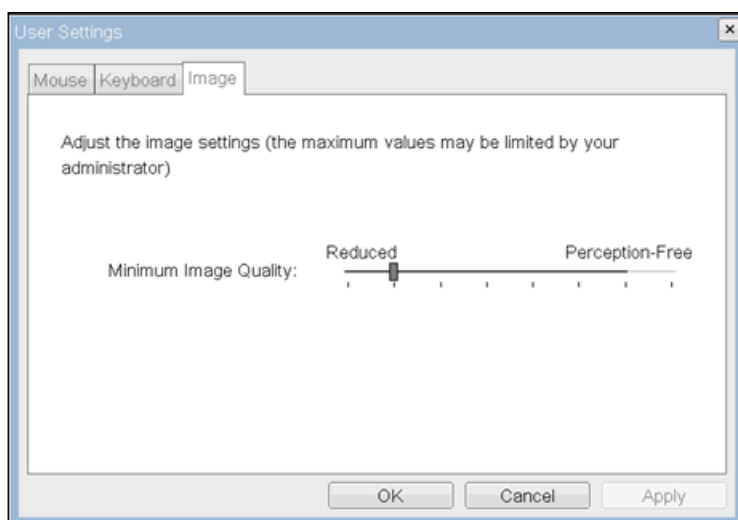 User Settings
Mouse Keyboard Image
Adjust the image settings (the maximum values may be limited by your
administrator)
Reduced Perception-Free
Minimum Image Quality:
OK Cancel Apply